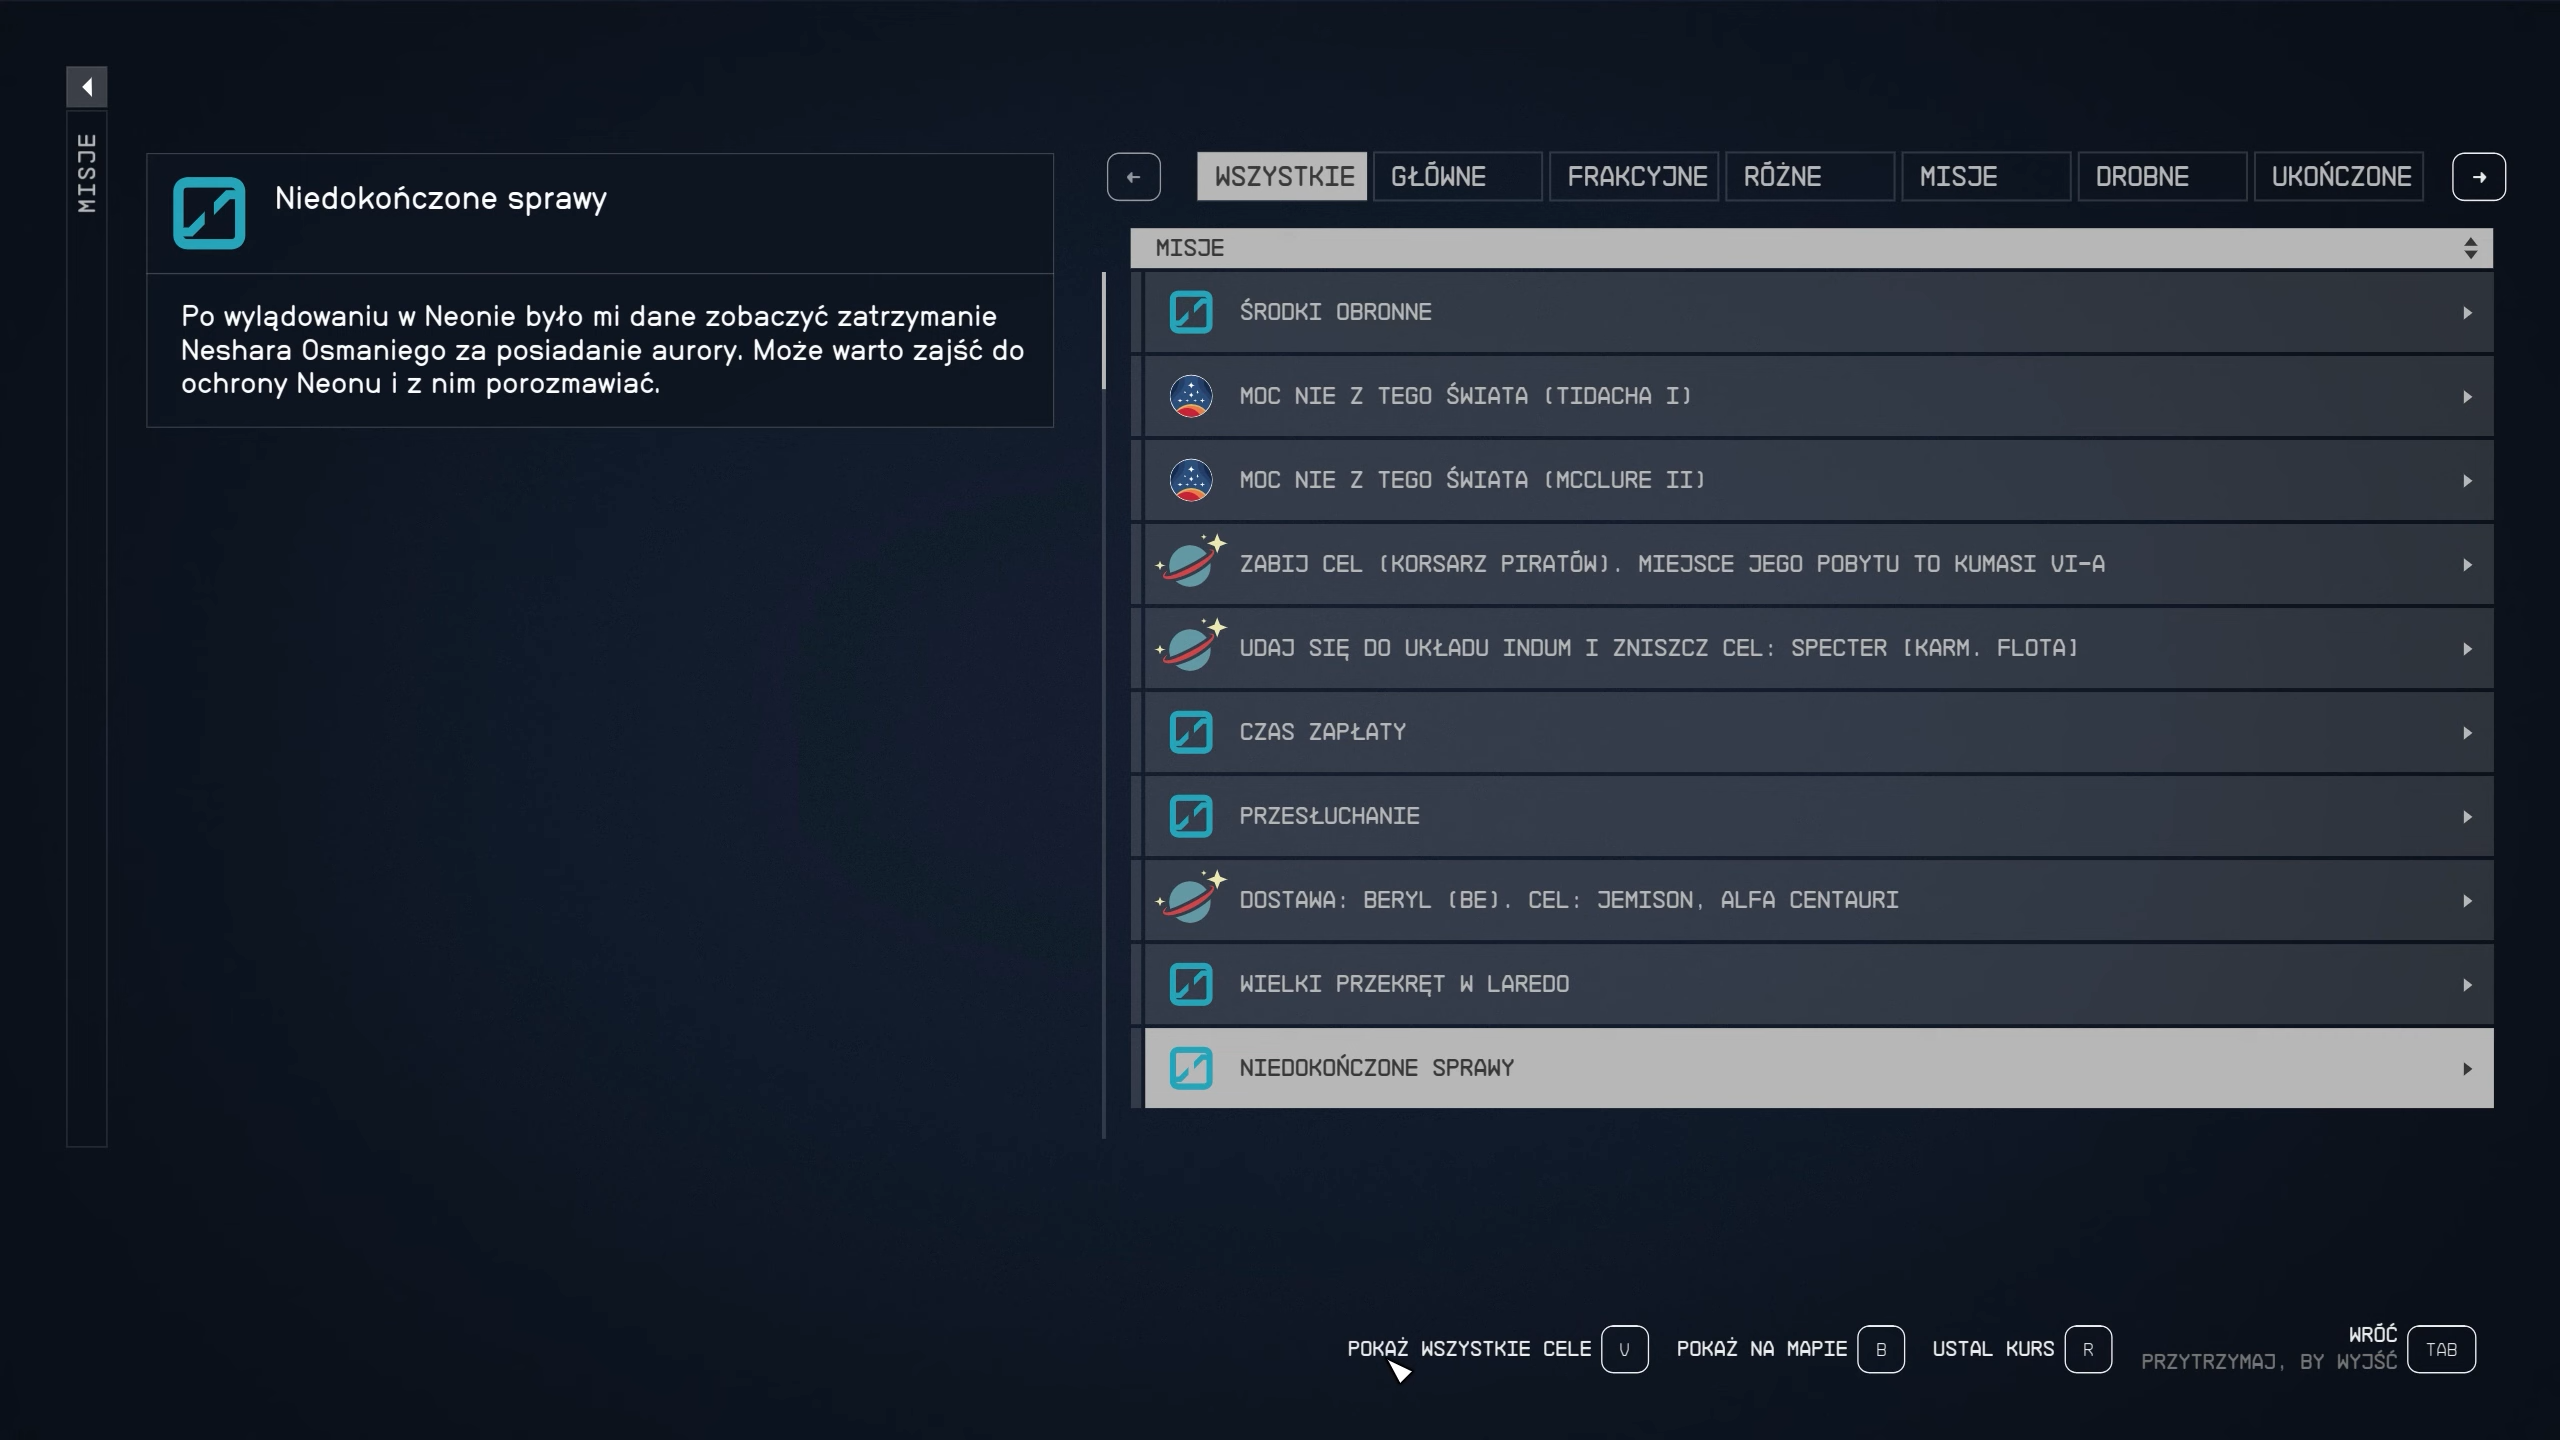 MISJE
Niedokończone sprawy
Po wylądowaniu w Neonie było mi dane zobaczyć zatrzymanie
Neshara Osmaniego za posiadanie aurory. Może warto zajść do
ochrony Neonu i z nim porozmawiać.
WSZYSTKIE GŁÓWNE FRAKCYJNE RÓŻNE MISJE DROBNE UKOŃCZONE
MISJE
ŚRODKI OBRONNE
MOC NIE Z TEGO ŚWIATA (TIDACHA I)
MOC NIE Z TEGO ŚWIATA (MCCLURE II)
ZABIJ CEL (KORSARZ PIRATÓW). MIEJSCE JEGO POBYTU TO KUMASI VI-A
UDAJ SIĘ DO UKŁADU INDUM I ZNISZCZ CEL: SPECTER [KARM. FLOTA]
CZAS ZAPŁATY
PRZESŁUCHANIE
DOSTAWA: BERYL (BE). CEL: JEMISON, ALFA CENTAURI
WIELKI PRZEKRĘT W LAREDO
NIEDOKOŃCZONE SPRAWY
POKAŻ WSZYSTKIE CELE V POKAŻ NA MAPIE B USTAL KURS R WRÓĆ TAB
PRZYTRZYMAJ, BY WYJŚĆ